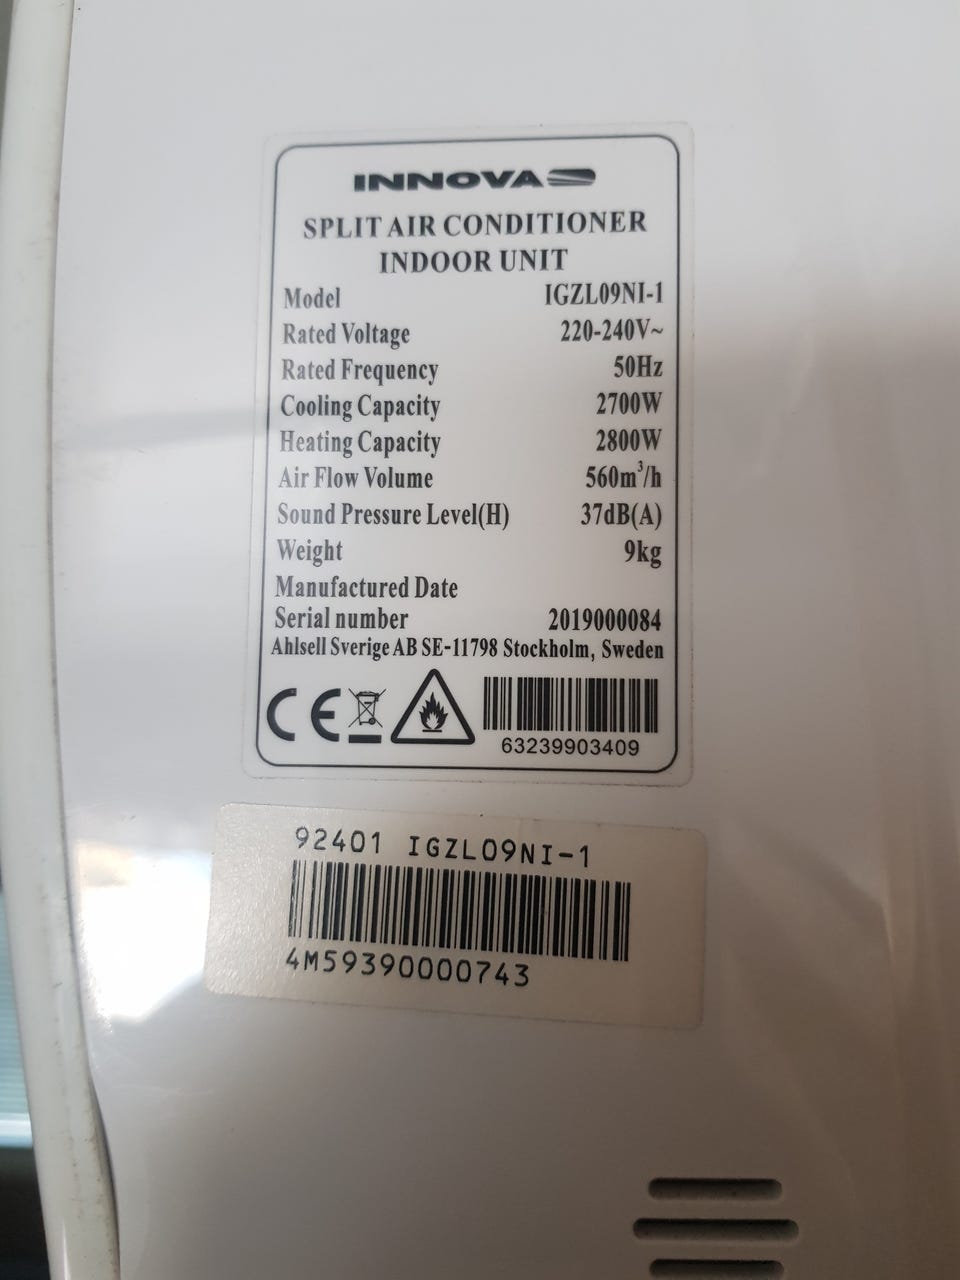 INNOVA
SPLIT AIR CONDITIONER
INDOOR UNIT
Model IGZL09NI-1
Rated Voltage 220-240V~
Rated Frequency 50Hz
Cooling Capacity 2700W
Heating Capacity 2800W
Air Flow Volume 560m³/h
Sound Pressure Level(H) 37dB(A)
Weight 9kg
Manufactured Date
Serial number 2019000084
Ahlsell Sverige AB SE-11798 Stockholm, Sweden
CE
63239903409
92401 IGZL09NI-1
4M59390000743